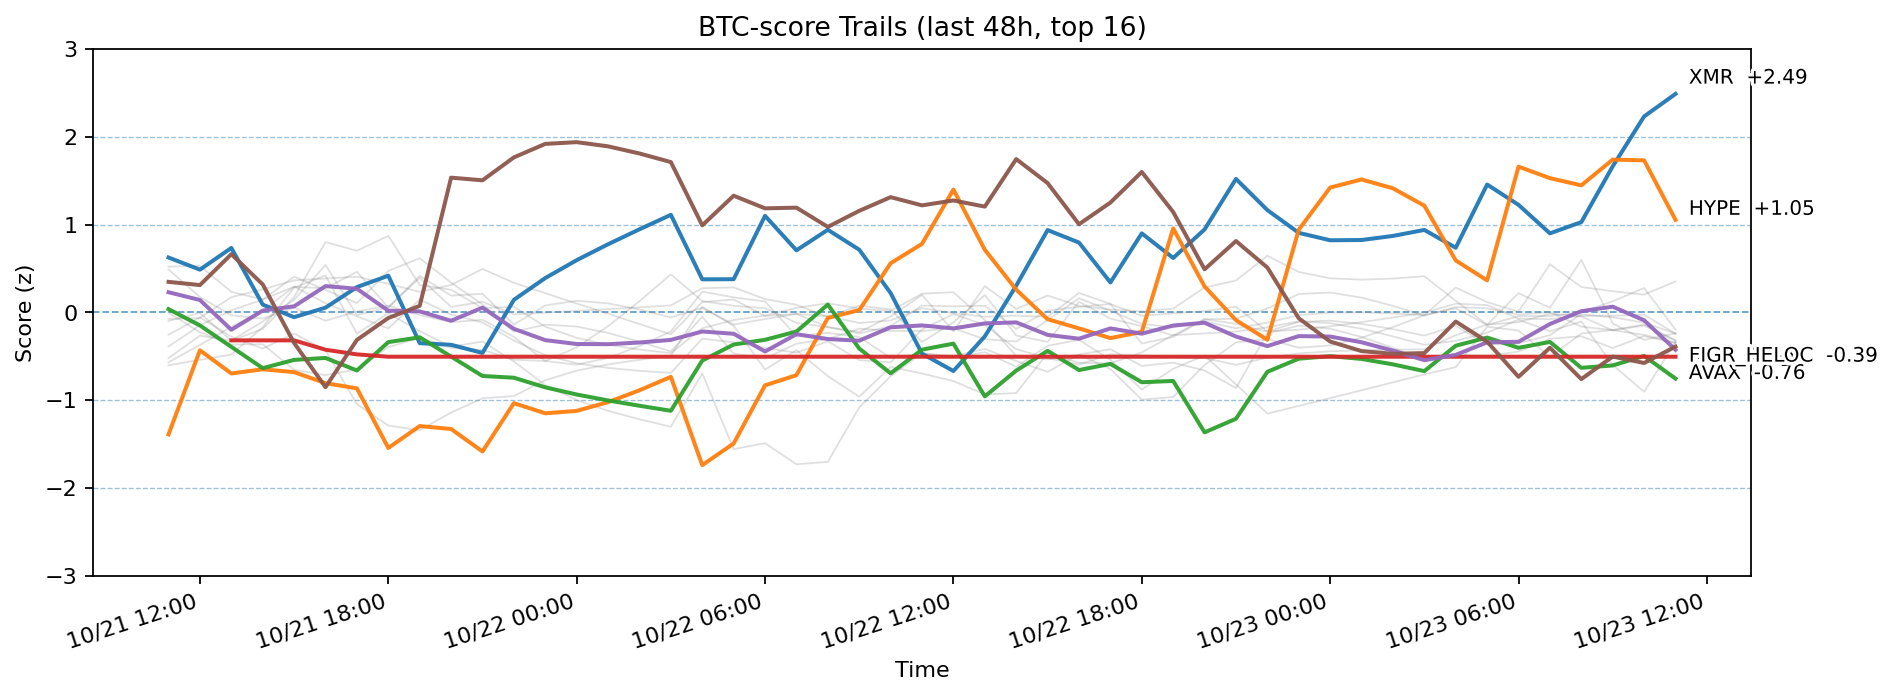 BTC-score Trails (last 48h, top 16)
Score (z)
3
2
1
0
−1
−2
−3
XMR +2.49
HYPE +1.05
FIGR_HELOC -0.39
AVAX -0.76
10/21 12:00
10/21 18:00
10/22 00:00
10/22 06:00
10/22 12:00
10/22 18:00
10/23 00:00
10/23 06:00
10/23 12:00
Time